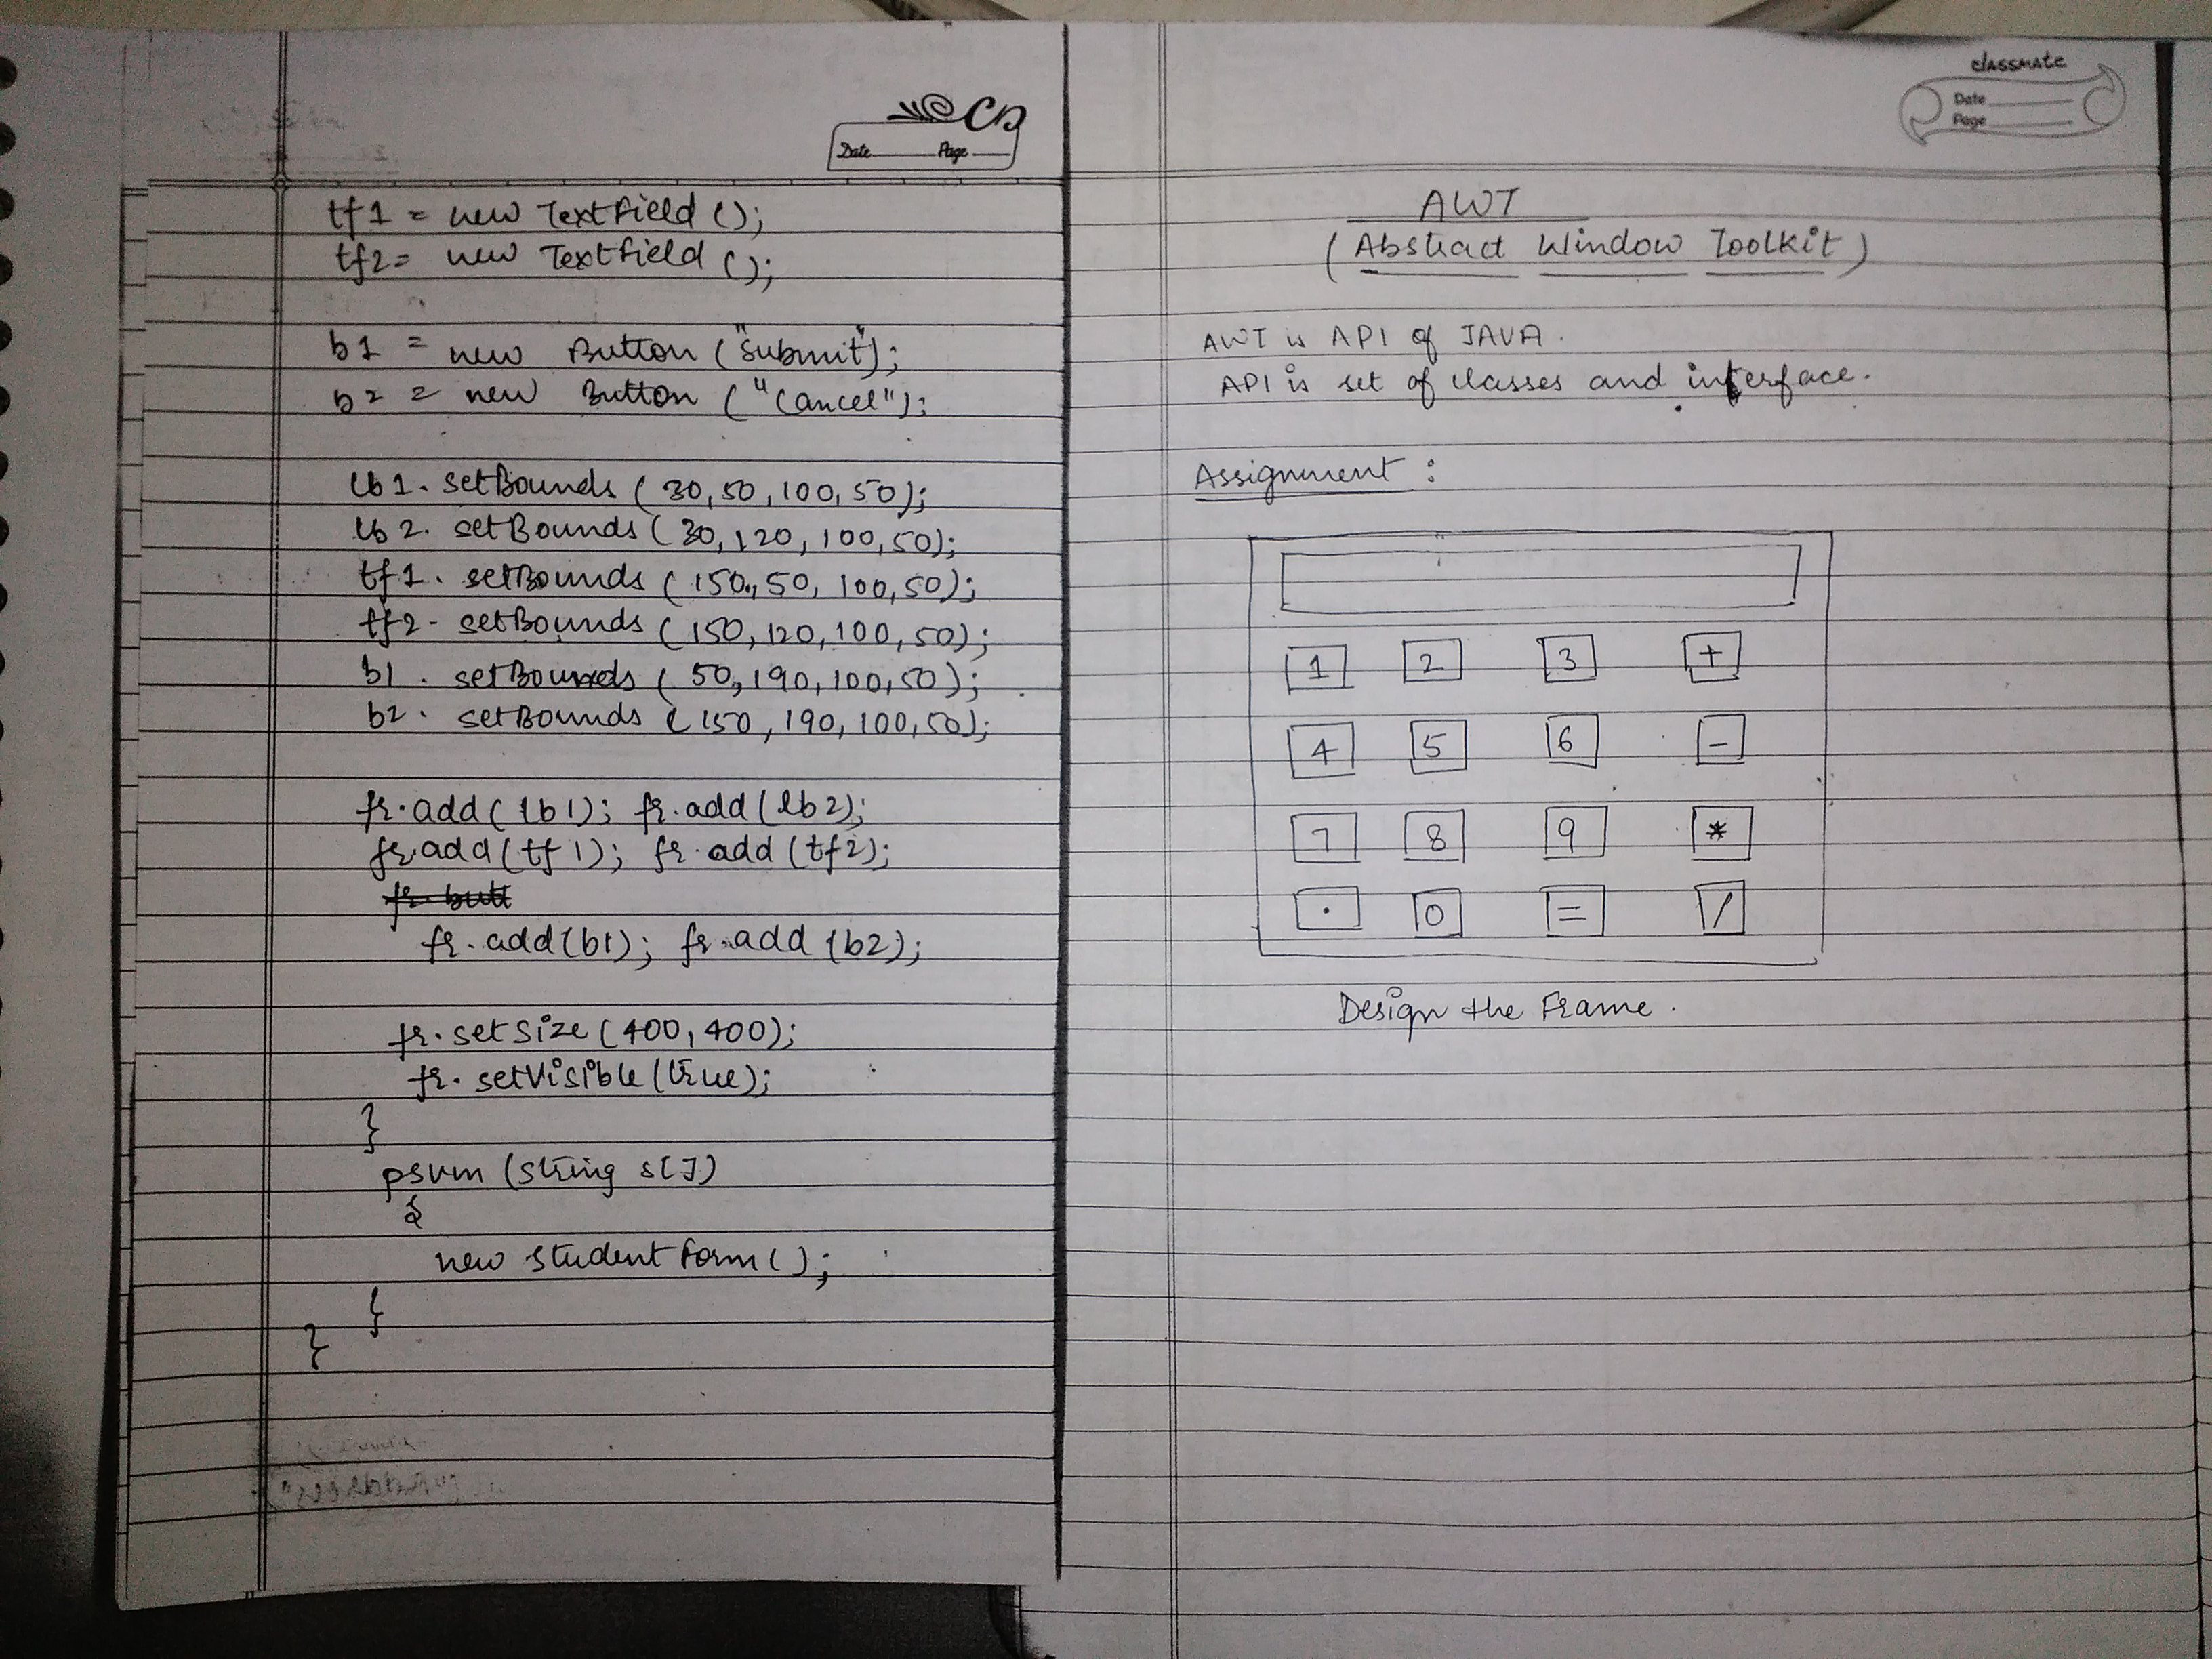 Date Page
tf1 = new TextField ();
tf2 = new TextField ();
b1 = new Button ("Submit");
b2 = new Button ("Cancel");
lb1. setBounds ( 30, 50, 100, 50);
lb2. setBounds ( 30, 120, 100, 50);
tf1. setBounds ( 150, 50, 100, 50);
tf2. setBounds ( 150, 120, 100, 50);
b1 . setBounds ( 50, 190, 100, 50);
b2. setBounds ( 150, 190, 100, 50);
fr.add( lb1); fr.add(lb2);
fr.add(tf1); fr.add(tf2);
fr.butt
fr.add(b1); fr.add(b2);
fr. setSize (400, 400);
fr. setVisible (true);
}
psvm (String s[])
{
new StudentForm();
}
}
classmate
Date
Page
AWT
(Abstract Window Toolkit)
AWT is API of JAVA.
API is set of classes and interface.
Assignment :
1 2 3 +
4 5 6 -
7 8 9 *
. 0 = /
Design the Frame.